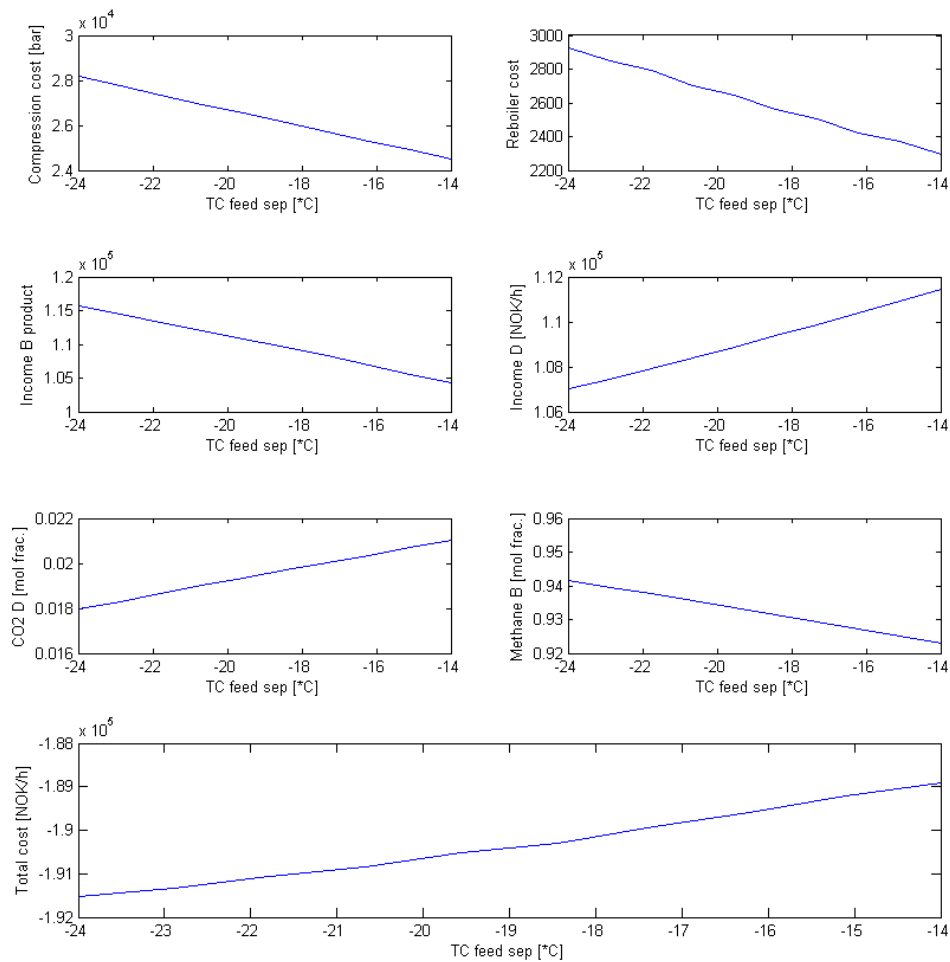 x 10^4
3
2.8
2.6
2.4
Compression cost [bar]
-24 -22 -20 -18 -16 -14
TC feed sep [*C]
3000
2800
2600
2400
2200
Reboiler cost
-24 -22 -20 -18 -16 -14
TC feed sep [*C]
x 10^5
1.2
1.15
1.1
1.05
1
Income B product
-24 -22 -20 -18 -16 -14
TC feed sep [*C]
x 10^5
1.12
1.1
1.08
1.06
Income D [NOK/h]
-24 -22 -20 -18 -16 -14
TC feed sep [*C]
0.022
0.02
0.018
0.016
CO2 D [mol frac.]
-24 -22 -20 -18 -16 -14
TC feed sep [*C]
0.96
0.95
0.94
0.93
0.92
Methane B [mol frac.]
-24 -22 -20 -18 -16 -14
TC feed sep [*C]
x 10^5
-1.88
-1.89
-1.9
-1.91
-1.92
Total cost [NOK/h]
-24 -23 -22 -21 -20 -19 -18 -17 -16 -15 -14
TC feed sep [*C]